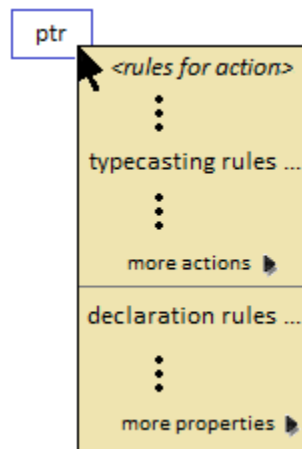 ptr
<rules for action>
typecasting rules ...
more actions
declaration rules ...
more properties